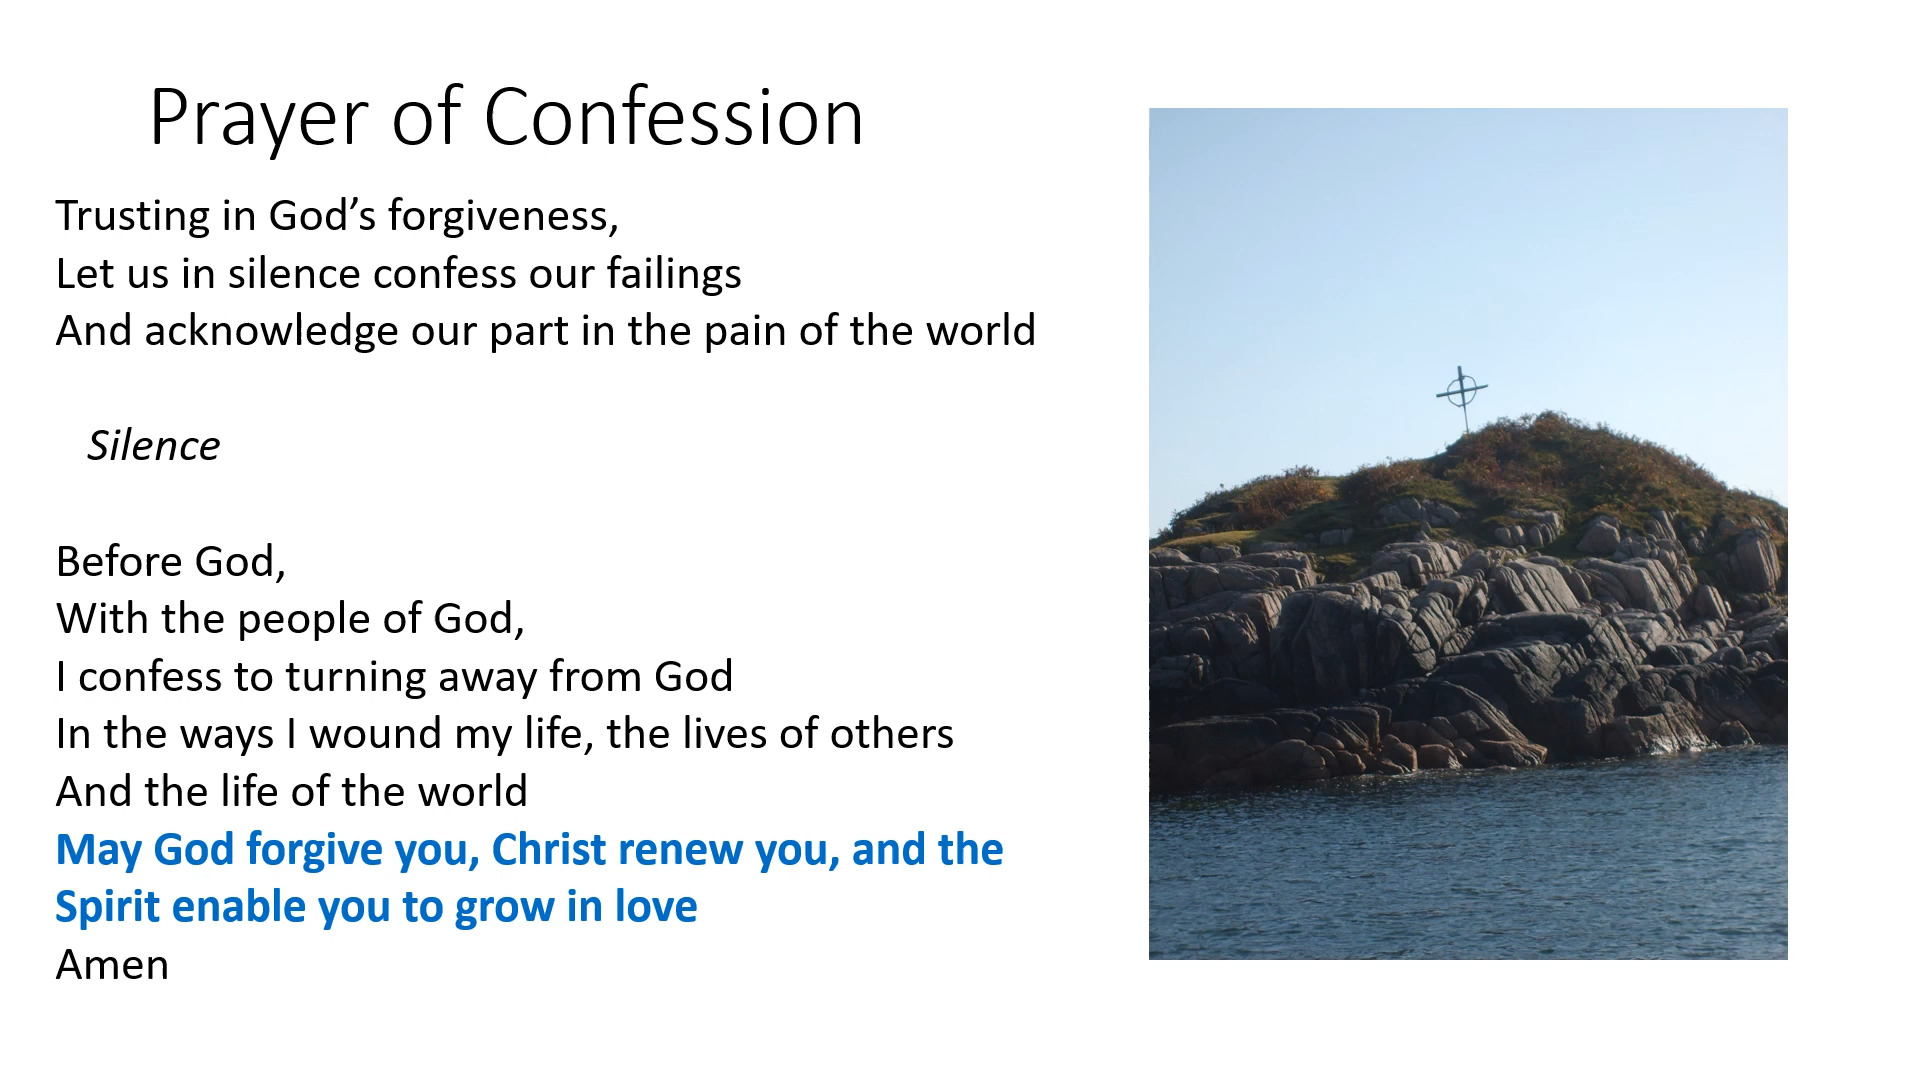 Prayer of Confession
Trusting in God’s forgiveness,
Let us in silence confess our failings
And acknowledge our part in the pain of the world
Silence
Before God,
With the people of God,
I confess to turning away from God
In the ways I wound my life, the lives of others
And the life of the world
May God forgive you, Christ renew you, and the
Spirit enable you to grow in love
Amen